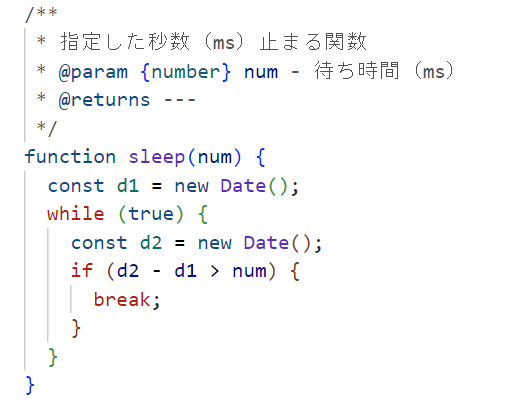 /**
 * 指定した秒数（ms）止まる関数
 * @param {number} num - 待ち時間（ms）
 * @returns ---
 */
function sleep(num) {
  const d1 = new Date();
  while (true) {
    const d2 = new Date();
    if (d2 - d1 > num) {
      break;
    }
  }
}